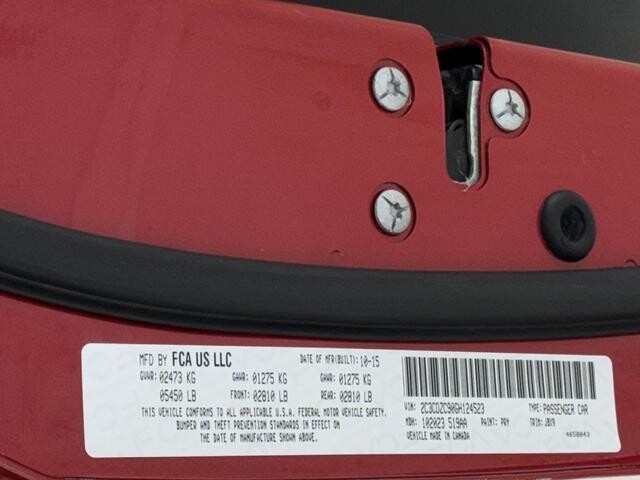 MFD BY FCA US LLC DATE OF MFR(BUILT): 10-15
GVWR: 02473 KG GAWR: 01275 KG GAWR: 01275 KG
05450 LB FRONT: 02810 LB REAR: 02810 LB
THIS VEHICLE CONFORMS TO ALL APPLICABLE U.S.A. FEDERAL MOTOR VEHICLE SAFETY,
BUMPER AND THEFT PREVENTION STANDARDS IN EFFECT ON
THE DATE OF MANUFACTURE SHOWN ABOVE.
VIN: 2C3CDZC90GH124523 TYPE: PASSENGER CAR
MDH: 102023 519AA PAINT: PRY TRIM: JBX9
VEHICLE MADE IN CANADA 4658043